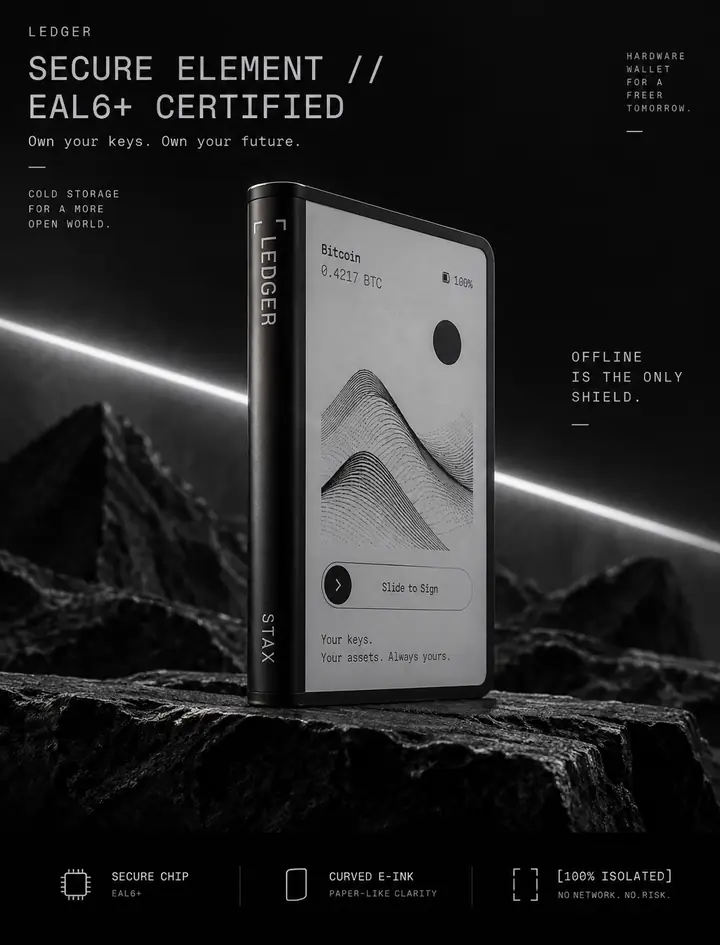 LEDGER
SECURE ELEMENT //
EAL6+ CERTIFIED
Own your keys. Own your future.
COLD STORAGE
FOR A MORE
OPEN WORLD.
HARDWARE
WALLET
FOR A
FREER
TOMORROW.
LEDGER
STAX
Bitcoin
0.4217 BTC
100%
Slide to Sign
Your keys.
Your assets. Always yours.
OFFLINE
IS THE ONLY
SHIELD.
SECURE CHIP
EAL6+
CURVED E-INK
PAPER-LIKE CLARITY
[100% ISOLATED]
NO NETWORK. NO.RISK.